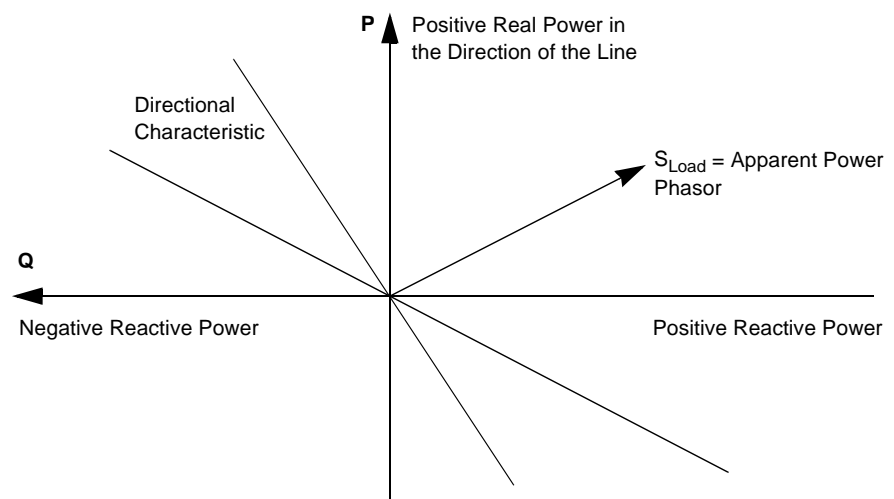 P
Positive Real Power in
the Direction of the Line
Directional
Characteristic
S_Load = Apparent Power
Phasor
Q
Negative Reactive Power
Positive Reactive Power